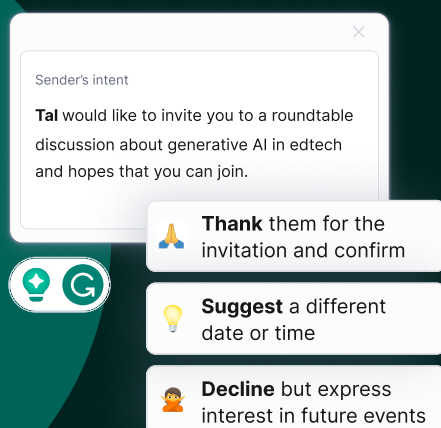 Sender's intent
Tal would like to invite you to a roundtable
discussion about generative AI in edtech
and hopes that you can join.
Thank them for the
invitation and confirm
Suggest a different
date or time
Decline but express
interest in future events